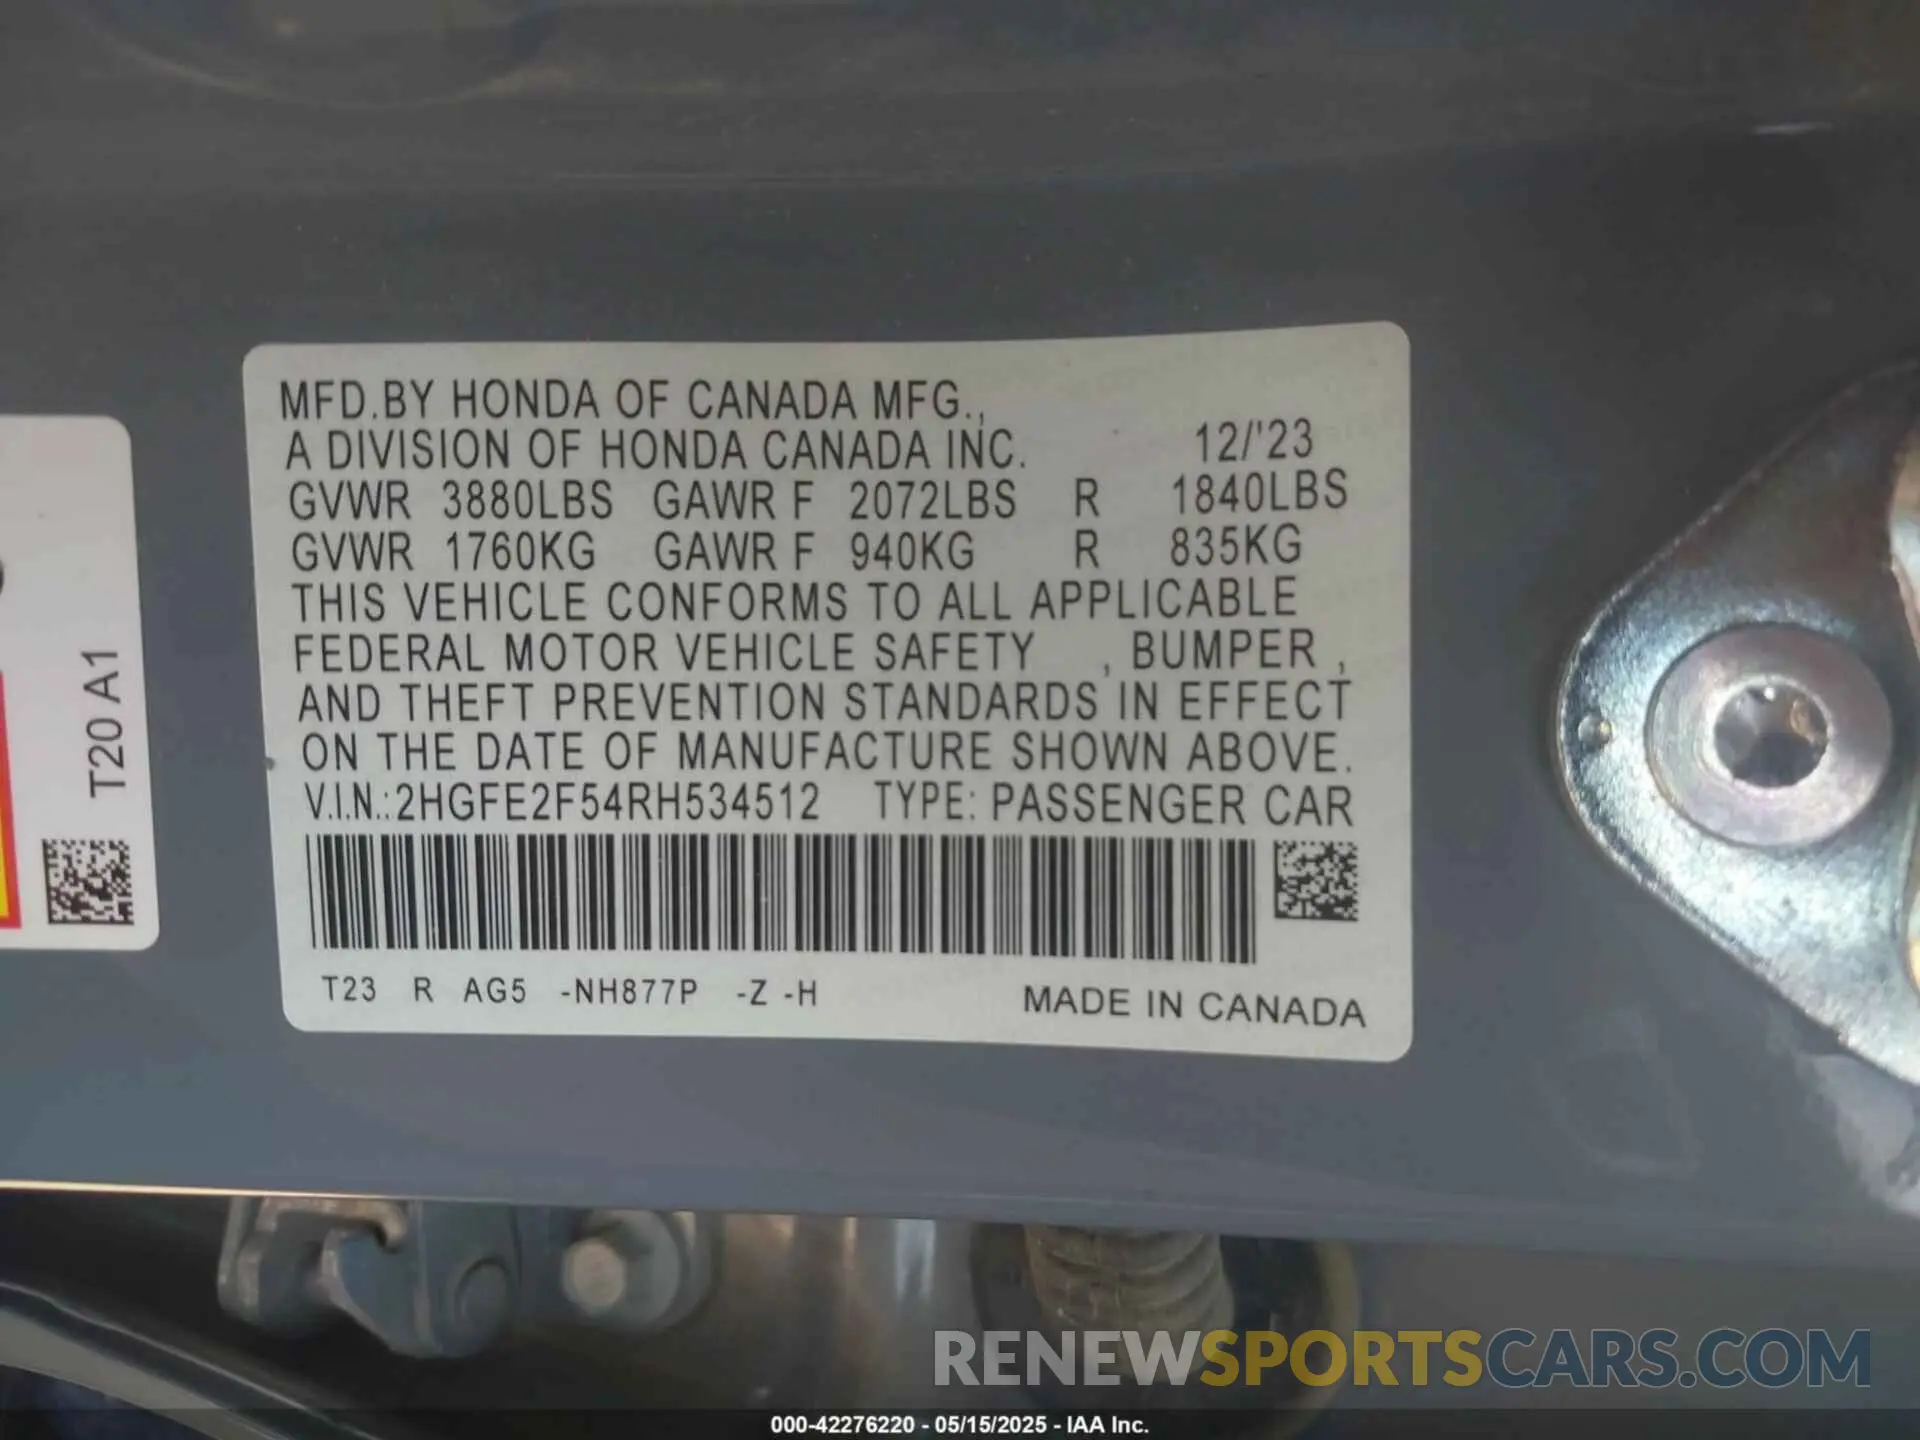 MFD.BY HONDA OF CANADA MFG.,
A DIVISION OF HONDA CANADA INC. 12/'23
GVWR 3880LBS GAWR F 2072LBS R 1840LBS
GVWR 1760KG GAWR F 940KG R 835KG
THIS VEHICLE CONFORMS TO ALL APPLICABLE
FEDERAL MOTOR VEHICLE SAFETY , BUMPER ,
AND THEFT PREVENTION STANDARDS IN EFFECT
ON THE DATE OF MANUFACTURE SHOWN ABOVE.
V.I.N.:2HGFE2F54RH534512 TYPE: PASSENGER CAR
T23 R AG5 -NH877P -Z -H MADE IN CANADA
T20 A1
RENEWSPORTSCARS.COM
000-42276220 - 05/15/2025 - IAA Inc.